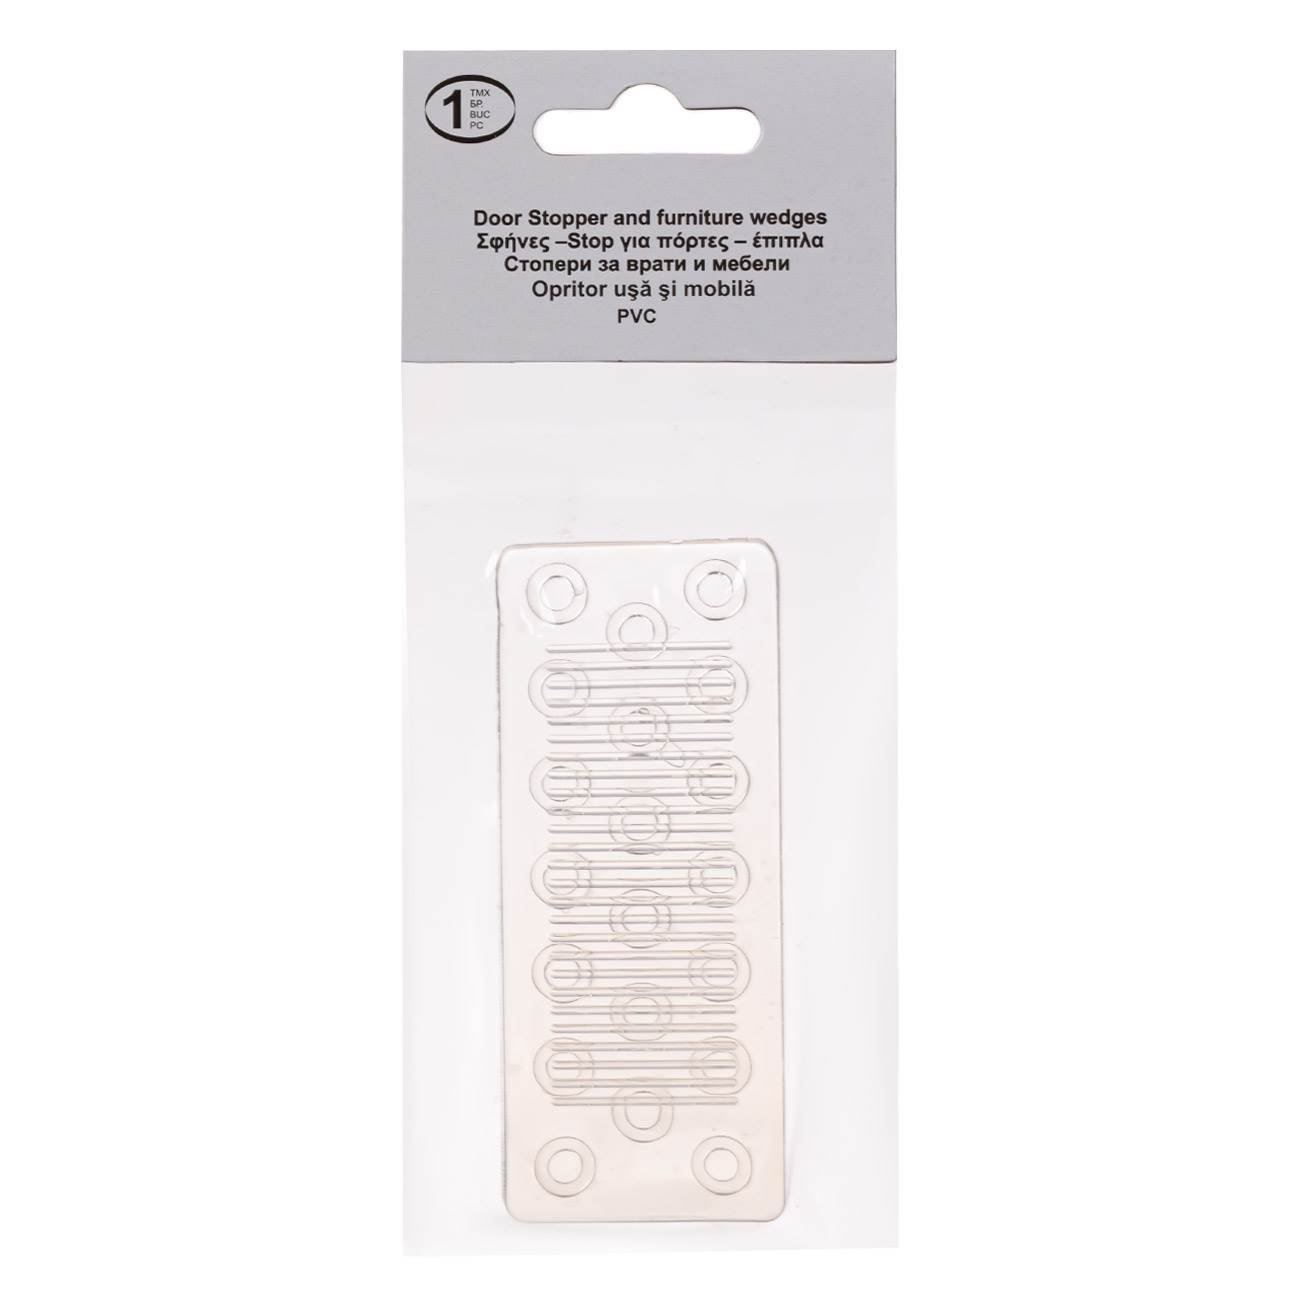 1
ΤΜΧ
БР.
BUC
PC
Door Stopper and furniture wedges
Σφήνες –Stop για πόρτες – έπιπλα
Стопери за врати и мебели
Opritor uşă şi mobilă
PVC